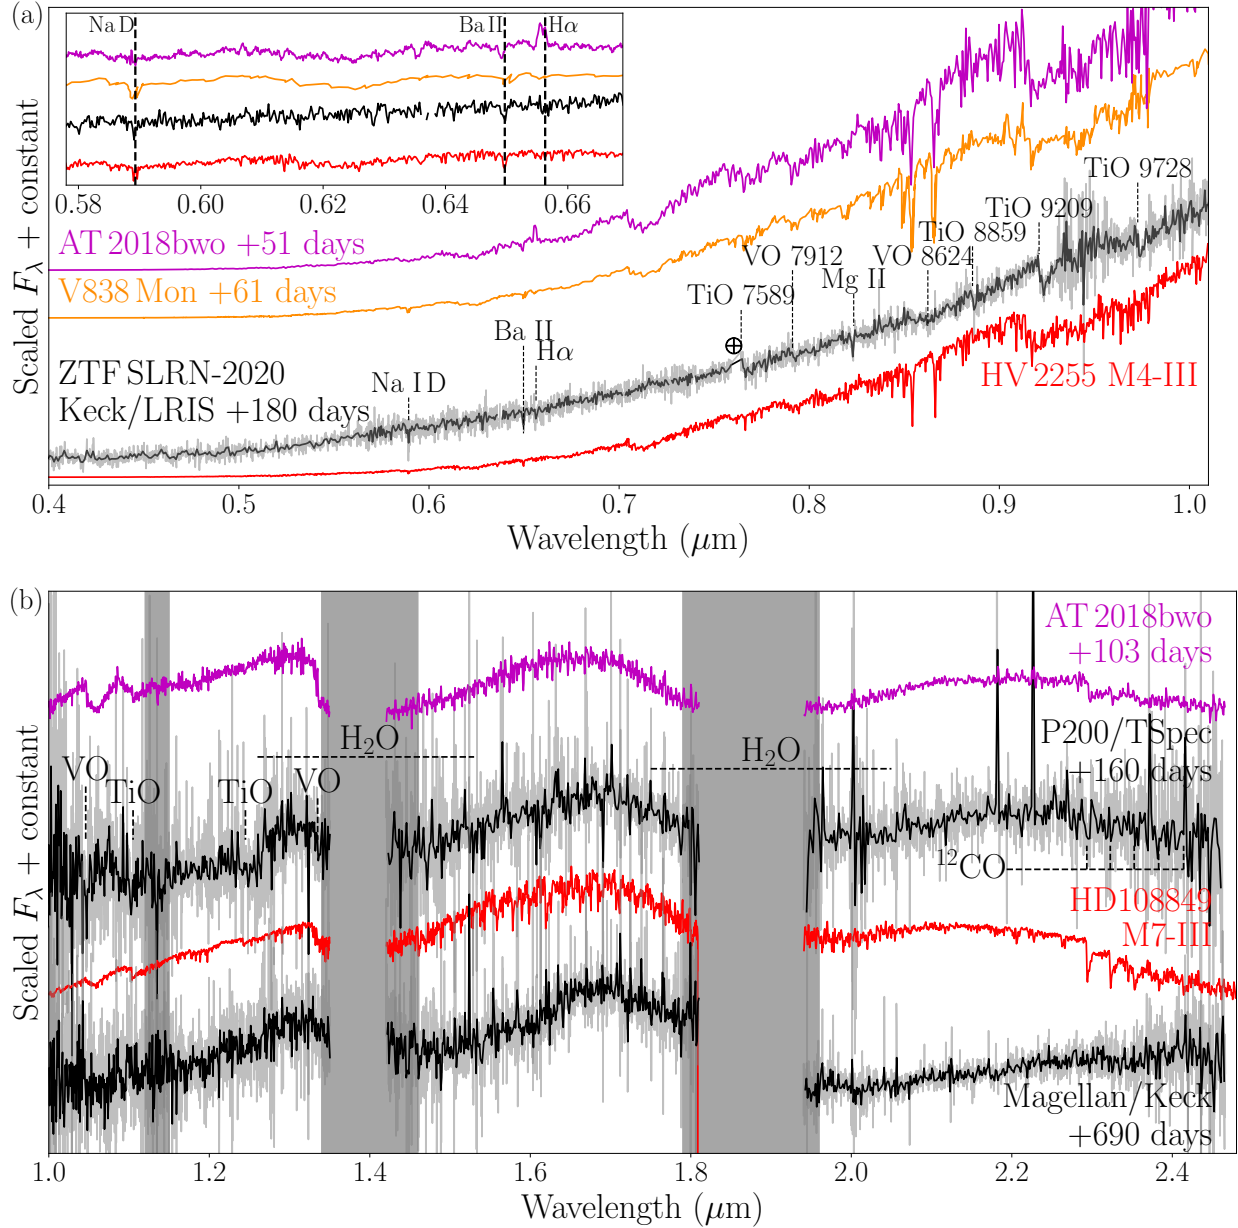 (a)
Na D
Ba II
Hα
0.58 0.60 0.62 0.64 0.66
AT 2018bwo +51 days
V838 Mon +61 days
ZTF SLRN-2020
Keck/LRIS +180 days
Na I D
Ba II
Hα
⊕
TiO 7589
VO 7912
Mg II
VO 8624
TiO 8859
TiO 9209
TiO 9728
HV 2255 M4-III
Scaled Fλ + constant
0.4 0.5 0.6 0.7 0.8 0.9 1.0
Wavelength (μm)
(b)
AT 2018bwo
+103 days
P200/TSpec
+160 days
VO
TiO
TiO
VO
H₂O
H₂O
¹²CO
HD108849
M7-III
Magellan/Keck
+690 days
Scaled Fλ + constant
1.0 1.2 1.4 1.6 1.8 2.0 2.2 2.4
Wavelength (μm)